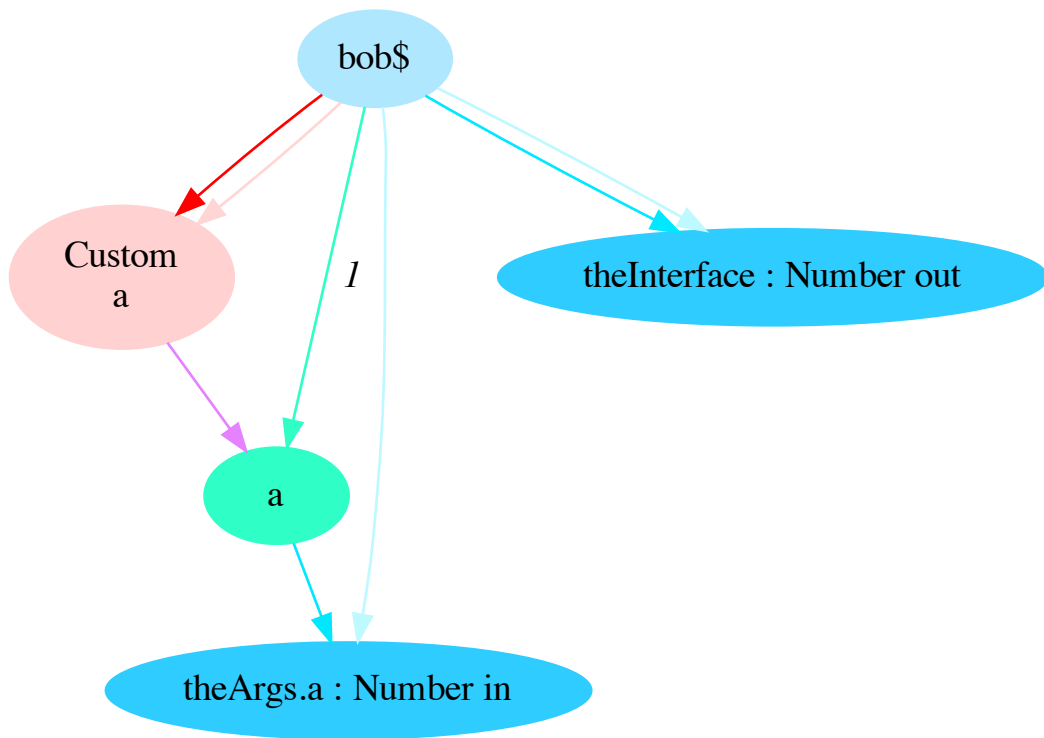 bob$
Custom
a
1
theInterface : Number out
a
theArgs.a : Number in